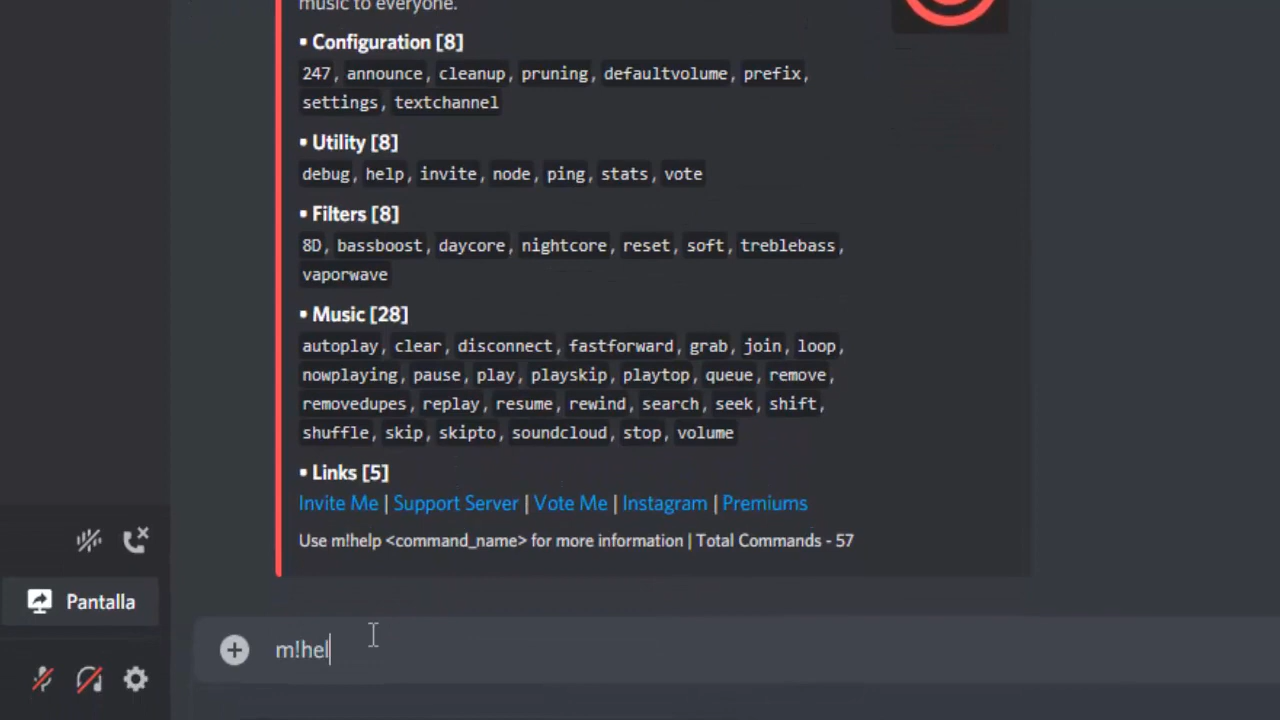 music to everyone.
▪ Configuration [8]
247, announce, cleanup, pruning, defaultvolume, prefix,
settings, textchannel
▪ Utility [8]
debug, help, invite, node, ping, stats, vote
▪ Filters [8]
8D, bassboost, daycore, nightcore, reset, soft, treblebass,
vaporwave
▪ Music [28]
autoplay, clear, disconnect, fastforward, grab, join, loop,
nowplaying, pause, play, playskip, playtop, queue, remove,
removedupes, replay, resume, rewind, search, seek, shift,
shuffle, skip, skipto, soundcloud, stop, volume
▪ Links [5]
Invite Me | Support Server | Vote Me | Instagram | Premiums
Use m!help <command_name> for more information | Total Commands - 57
Pantalla
m!hel